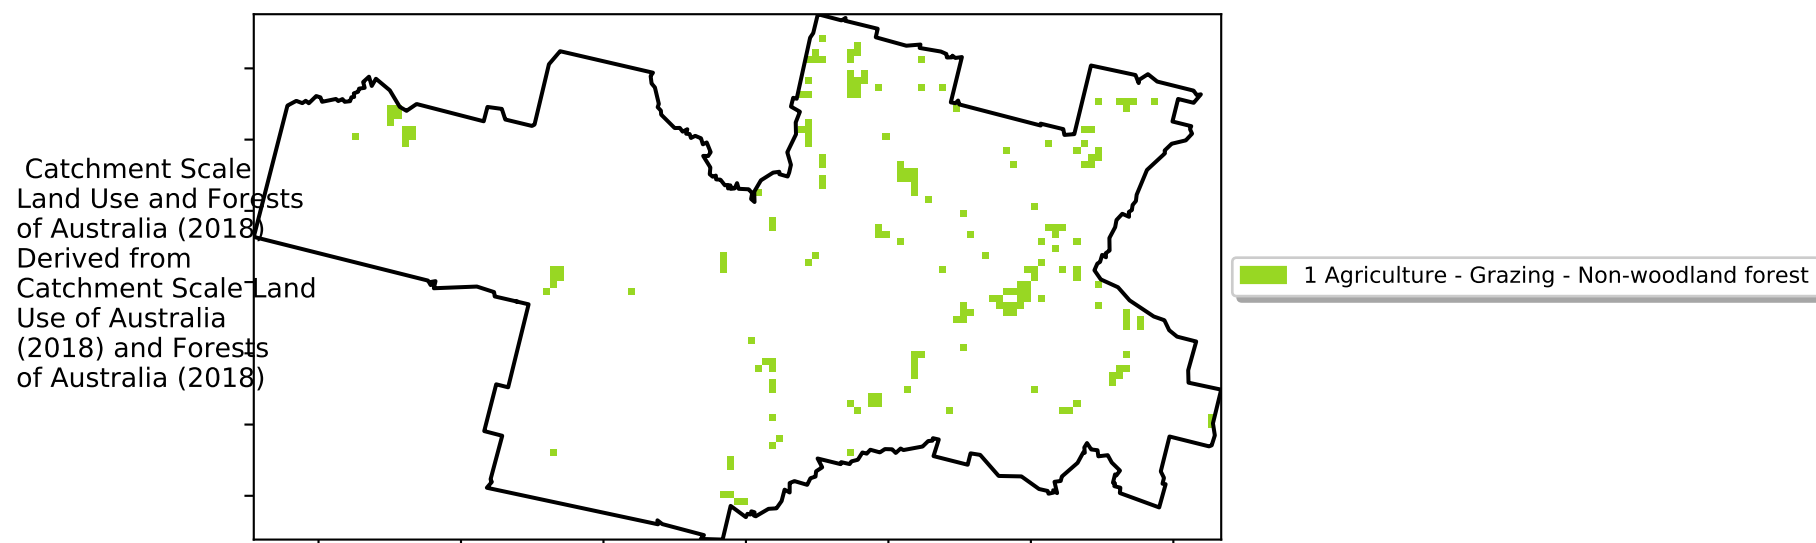 Catchment Scale
Land Use and Forests
of Australia (2018)
Derived from
Catchment Scale Land
Use of Australia
(2018) and Forests
of Australia (2018)
1 Agriculture - Grazing - Non-woodland forest